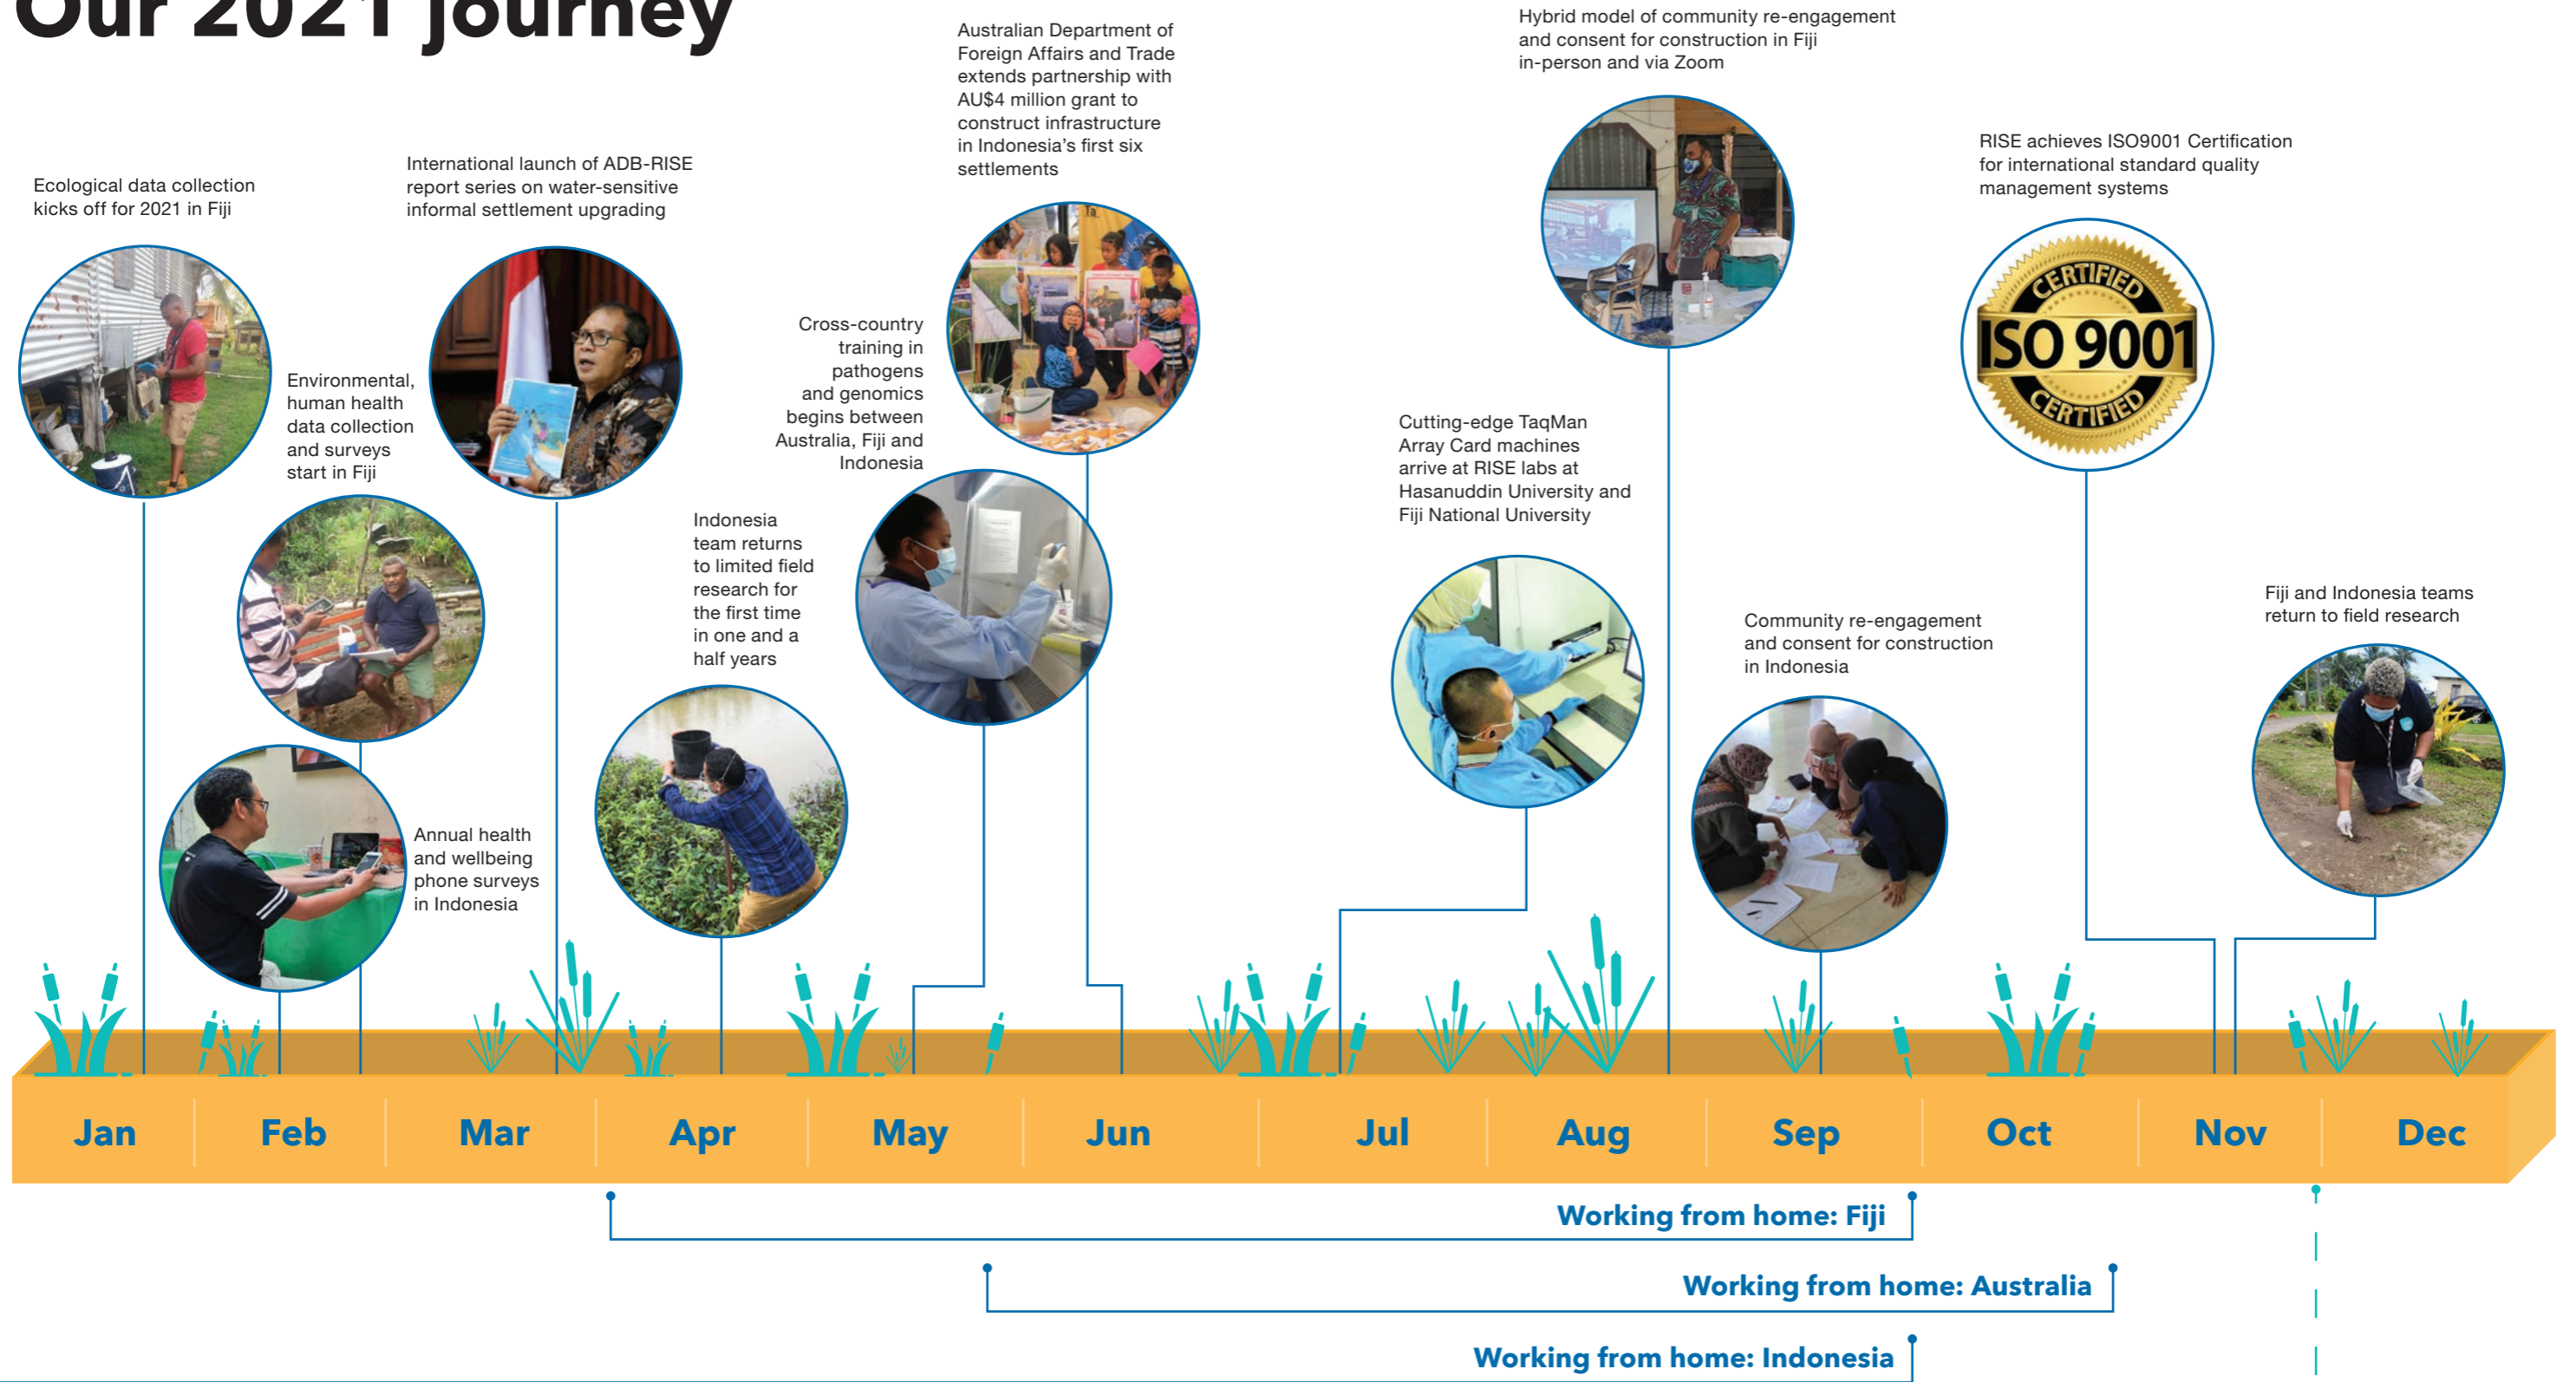 Our 2021 journey
Ecological data collection
kicks off for 2021 in Fiji
Environmental,
human health
data collection
and surveys
start in Fiji
Annual health
and wellbeing
phone surveys
in Indonesia
International launch of ADB-RISE
report series on water-sensitive
informal settlement upgrading
Indonesia
team returns
to limited field
research for
the first time
in one and a
half years
Cross-country
training in
pathogens
and genomics
begins between
Australia, Fiji and
Indonesia
Australian Department of
Foreign Affairs and Trade
extends partnership with
AU$4 million grant to
construct infrastructure
in Indonesia's first six
settlements
Ta
Cutting-edge TaqMan
Array Card machines
arrive at RISE labs at
Hasanuddin University and
Fiji National University
Hybrid model of community re-engagement
and consent for construction in Fiji
in-person and via Zoom
Community re-engagement
and consent for construction
in Indonesia
RISE achieves ISO9001 Certification
for international standard quality
management systems
CERTIFIED
ISO 9001
CERTIFIED
Fiji and Indonesia teams
return to field research
Jan Feb Mar Apr May Jun Jul Aug Sep Oct Nov Dec
Working from home: Fiji
Working from home: Australia
Working from home: Indonesia